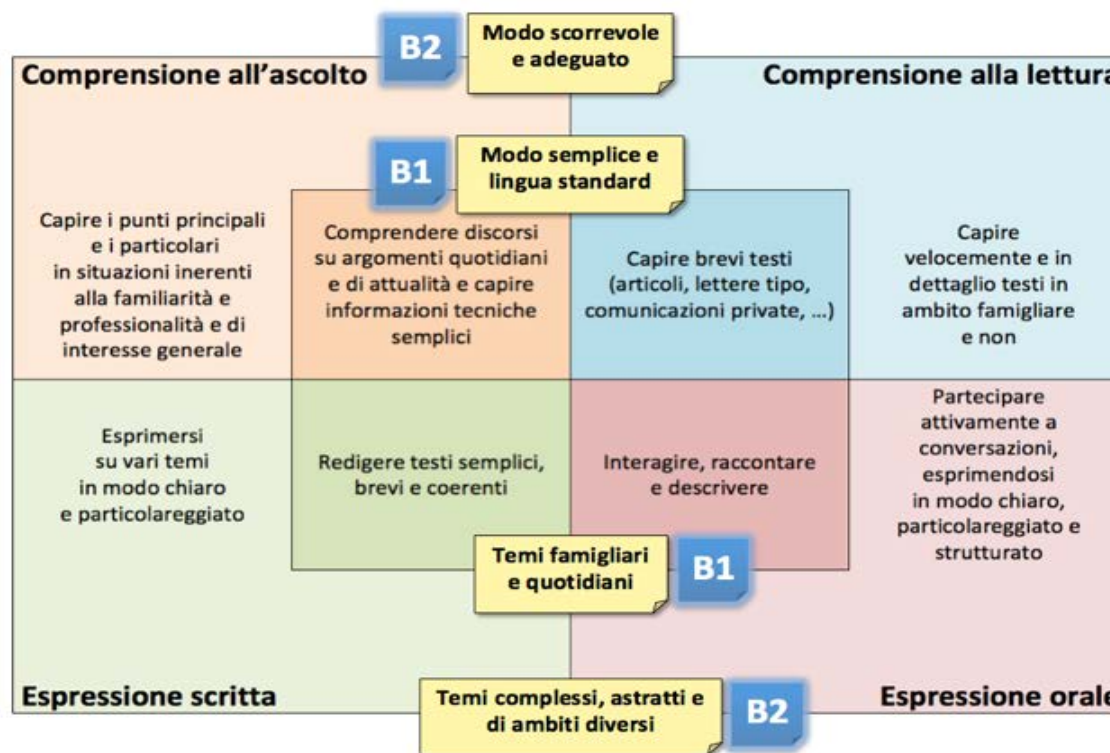 B2
Modo scorrevole
e adeguato
Comprensione all'ascolto
Comprensione alla lettura
B1
Modo semplice e
lingua standard
Capire i punti principali
e i particolari
in situazioni inerenti
alla familiarità e
professionalità e di
interesse generale
Comprendere discorsi
su argomenti quotidiani
e di attualità e capire
informazioni tecniche
semplici
Capire brevi testi
(articoli, lettere tipo,
comunicazioni private, ...)
Capire
velocemente e in
dettaglio testi in
ambito famigliare
e non
Esprimersi
su vari temi
in modo chiaro
e particolareggiato
Redigere testi semplici,
brevi e coerenti
Interagire, raccontare
e descrivere
Partecipare
attivamente a
conversazioni,
esprimendosi
in modo chiaro,
particolareggiato e
strutturato
Temi famigliari
e quotidiani
B1
Espressione scritta
Temi complessi, astratti e
di ambiti diversi
B2
Espressione orale